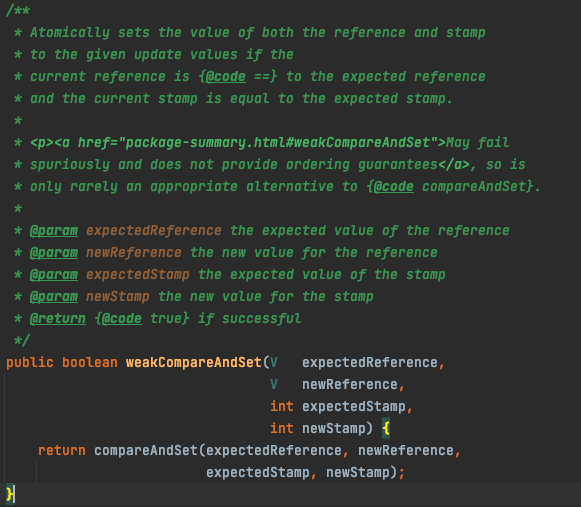 /**
 * Atomically sets the value of both the reference and stamp
 * to the given update values if the
 * current reference is {@code ==} to the expected reference
 * and the current stamp is equal to the expected stamp.
 *
 * <p><a href="package-summary.html#weakCompareAndSet">May fail
 * spuriously and does not provide ordering guarantees</a>, so is
 * only rarely an appropriate alternative to {@code compareAndSet}.
 *
 * @param expectedReference the expected value of the reference
 * @param newReference the new value for the reference
 * @param expectedStamp the expected value of the stamp
 * @param newStamp the new value for the stamp
 * @return {@code true} if successful
 */
public boolean weakCompareAndSet(V   expectedReference,
                                 V   newReference,
                                 int expectedStamp,
                                 int newStamp) {
    return compareAndSet(expectedReference, newReference,
                         expectedStamp, newStamp);
}